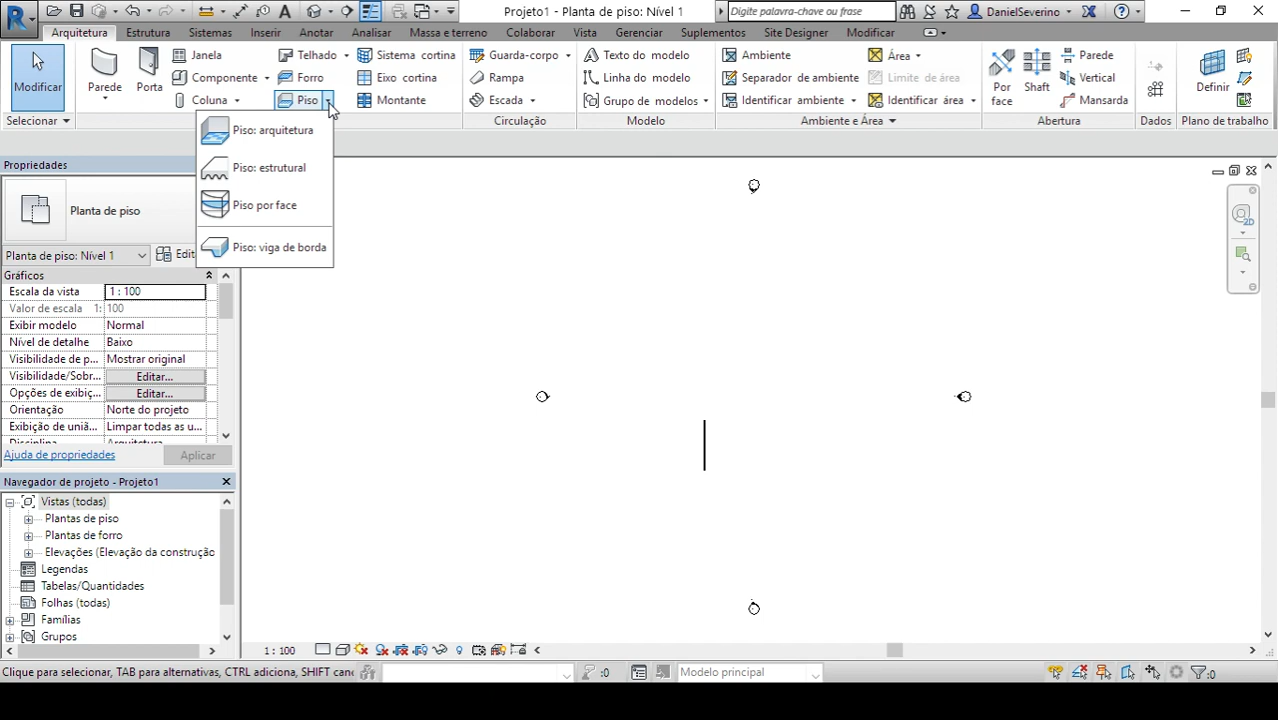 Projeto1 - Planta de piso: Nível 1
Digite palavra-chave ou frase
DanielSeverino
Arquitetura Estrutura Sistemas Inserir Anotar Analisar Massa e terreno Colaborar Vista Gerenciar Suplementos Site Designer Modificar
Modificar
Parede
Porta
Janela
Componente
Coluna
Telhado
Forro
Piso
Sistema cortina
Eixo cortina
Montante
Guarda-corpo
Rampa
Escada
Texto do modelo
Linha do modelo
Grupo de modelos
Ambiente
Separador de ambiente
Identificar ambiente
Área
Limite de área
Identificar área
Por face
Shaft
Parede
Vertical
Mansarda
Definir
Selecionar
Circulação
Modelo
Ambiente e Área
Abertura
Dados
Plano de trabalho
Piso: arquitetura
Piso: estrutural
Piso por face
Piso: viga de borda
Propriedades
Planta de piso
Planta de piso: Nível 1
Edit
Gráficos
Escala da vista 1 : 100
Valor de escala 1: 100
Exibir modelo Normal
Nível de detalhe Baixo
Visibilidade de p... Mostrar original
Visibilidade/Sobr... Editar...
Opções de exibiç... Editar...
Orientação Norte do projeto
Exibição de uniã... Limpar todas as u...
Ajuda de propriedades Aplicar
Navegador de projeto - Projeto1
Vistas (todas)
Plantas de piso
Plantas de forro
Elevações (Elevação da construção
Legendas
Tabelas/Quantidades
Folhas (todas)
Famílias
Grupos
2D
1 : 100
Clique para selecionar, TAB para alternativas, CTRL adiciona, SHIFT canc
:0
Modelo principal
:0